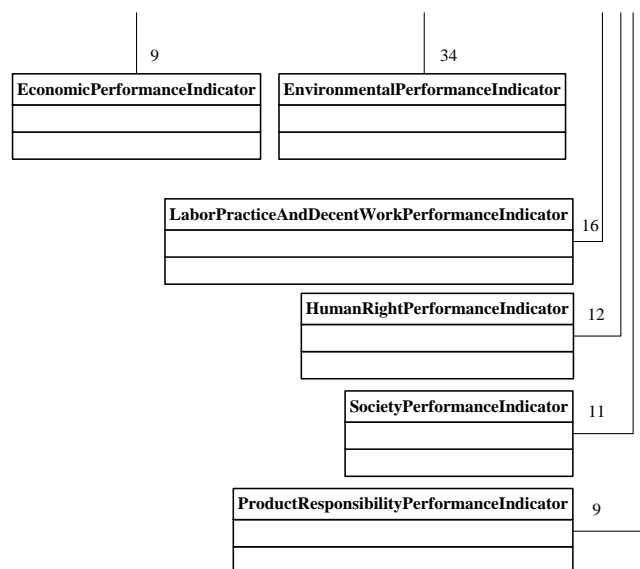 9
34
EconomicPerformanceIndicator
EnvironmentalPerformanceIndicator
LaborPracticeAndDecentWorkPerformanceIndicator
16
HumanRightPerformanceIndicator
12
SocietyPerformanceIndicator
11
ProductResponsibilityPerformanceIndicator
9